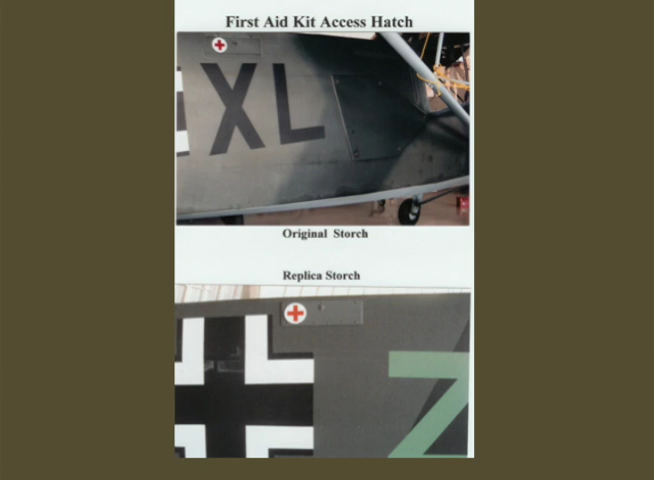 First Aid Kit Access Hatch
XL
Original Storch
Replica Storch
Z